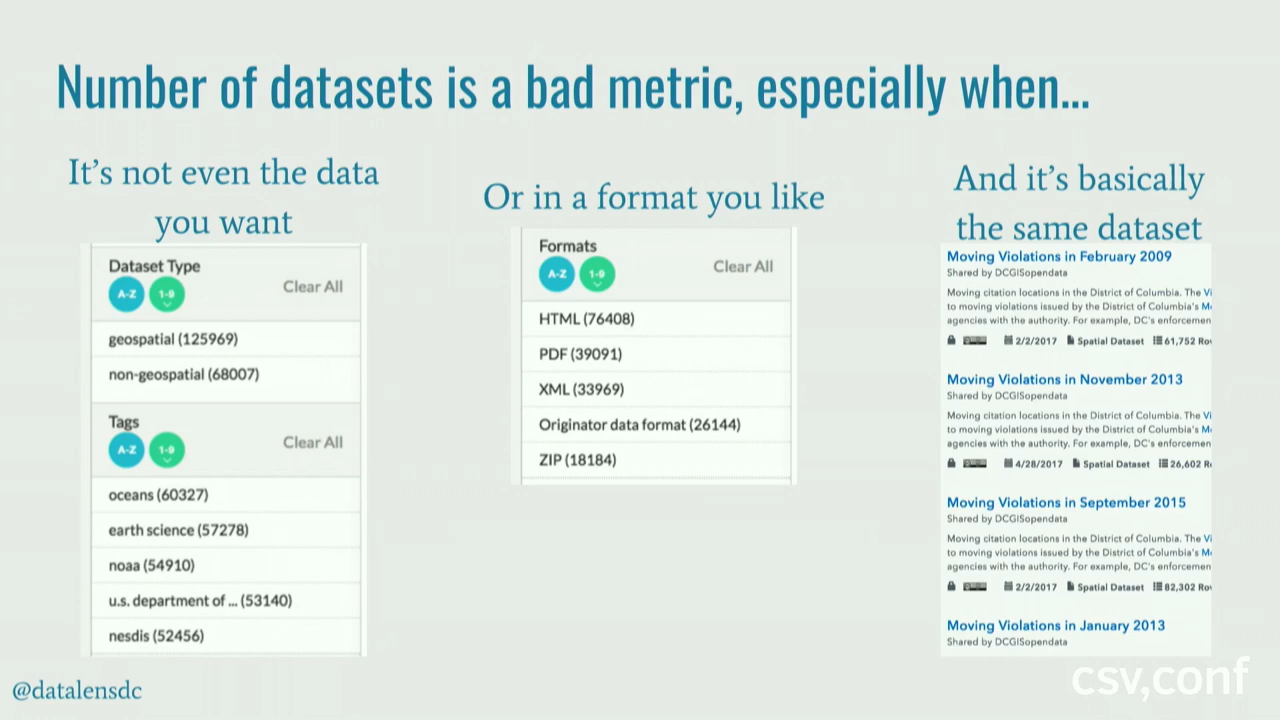 Number of datasets is a bad metric, especially when...
It's not even the data
you want
Dataset Type
A-Z
1-9
Clear All
geospatial (125969)
non-geospatial (68007)
Tags
A-Z
1-9
Clear All
oceans (60327)
earth science (57278)
noaa (54910)
u.s. department of ... (53140)
nesdis (52456)
Or in a format you like
Formats
A-Z
1-9
Clear All
HTML (76408)
PDF (39091)
XML (33969)
Originator data format (26144)
ZIP (18184)
And it's basically
the same dataset
Moving Violations in February 2009
Shared by DCGISopendata
Moving citation locations in the District of Columbia. The Vi
to moving violations issued by the District of Columbia's M
agencies with the authority. For example, DC's enforcemen
2/2/2017 Spatial Dataset 61,752 Ro
Moving Violations in November 2013
Shared by DCGISopendata
Moving citation locations in the District of Columbia. The Vi
to moving violations issued by the District of Columbia's M
agencies with the authority. For example, DC's enforcemen
4/28/2017 Spatial Dataset 26,602 R
Moving Violations in September 2015
Shared by DCGISopendata
Moving citation locations in the District of Columbia. The Vi
to moving violations issued by the District of Columbia's M
agencies with the authority. For example, DC's enforcemen
2/2/2017 Spatial Dataset 82,302 Ro
Moving Violations in January 2013
Shared by DCGISopendata
@datalensdc
csv,conf